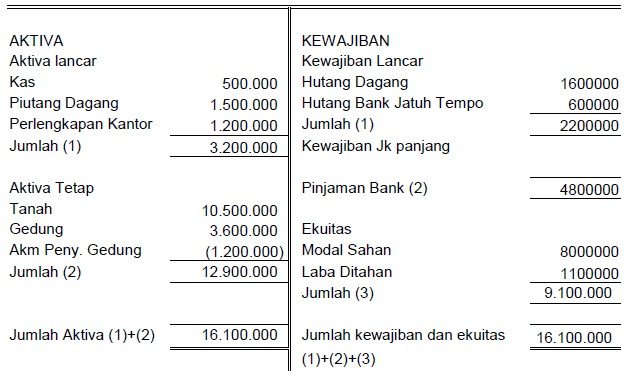 AKTIVA
Aktiva lancar
Kas 500.000
Piutang Dagang 1.500.000
Perlengkapan Kantor 1.200.000
Jumlah (1) 3.200.000
Aktiva Tetap
Tanah 10.500.000
Gedung 3.600.000
Akm Peny. Gedung (1.200.000)
Jumlah (2) 12.900.000
Jumlah Aktiva (1)+(2) 16.100.000
KEWAJIBAN
Kewajiban Lancar
Hutang Dagang 1600000
Hutang Bank Jatuh Tempo 600000
Jumlah (1) 2200000
Kewajiban Jk panjang
Pinjaman Bank (2) 4800000
Ekuitas
Modal Sahan 8000000
Laba Ditahan 1100000
Jumlah (3) 9.100.000
Jumlah kewajiban dan ekuitas 16.100.000
(1)+(2)+(3)